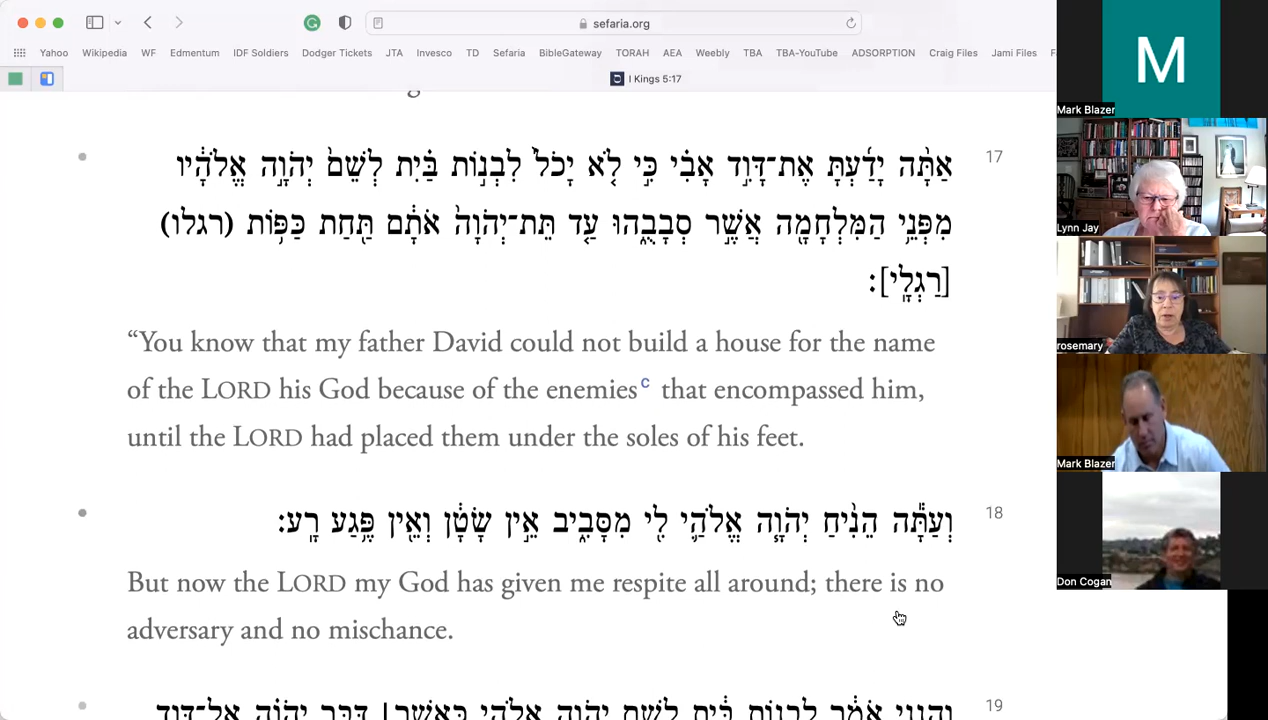 sefaria.org
Yahoo Wikipedia WF Edmentum IDF Soldiers Dodger Tickets JTA Invesco TD Sefaria BibleGateway TORAH AEA Weebly TBA TBA-YouTube ADSORPTION Craig Files Jami Files
I Kings 5:17
17
אַתָּ֨ה יָדַ֜עְתָּ אֶת־דָּוִ֣ד אָבִ֗י כִּ֣י לֹ֤א יָכֹל֙ לִבְנ֣וֹת בַּ֔יִת לְשֵׁם֙ יְהֹוָ֣ה אֱלֹהָ֔יו
מִפְּנֵ֥י הַמִּלְחָמָ֖ה אֲשֶׁ֣ר סְבָבֻ֑הוּ עַ֤ד תֵּת־יְהֹוָה֙ אֹתָ֔ם תַּ֖חַת כַּפּ֥וֹת (רגלו)
[רַגְלָֽי]׃
“You know that my father David could not build a house for the name
of the LORD his God because of the enemies c that encompassed him,
until the LORD had placed them under the soles of his feet.
18
וְעַתָּ֕ה הֵנִ֨יחַ יְהֹוָ֧ה אֱלֹהַ֛י לִ֖י מִסָּבִ֑יב אֵ֣ין שָׂטָ֔ן וְאֵ֖ין פֶּ֥גַע רָֽע׃
But now the LORD my God has given me respite all around; there is no
adversary and no mischance.
19
M
Mark Blazer
Lynn Jay
rosemary
Mark Blazer
Don Cogan